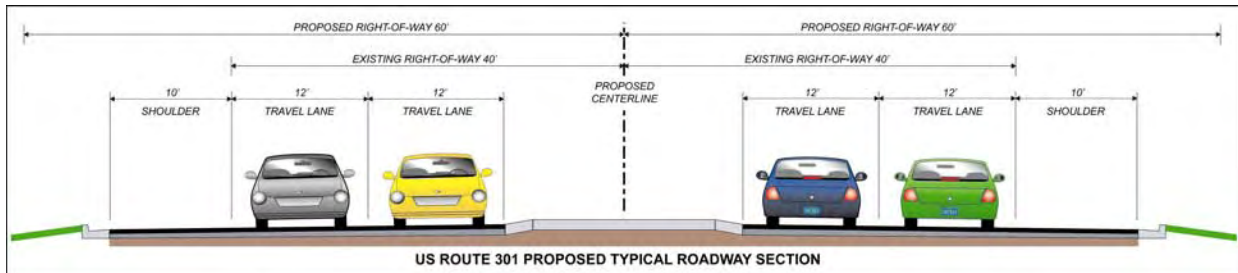 PROPOSED RIGHT-OF-WAY 60'
PROPOSED RIGHT-OF-WAY 60'
EXISTING RIGHT-OF-WAY 40'
EXISTING RIGHT-OF-WAY 40'
PROPOSED
CENTERLINE
10'
SHOULDER
12'
TRAVEL LANE
12'
TRAVEL LANE
12'
TRAVEL LANE
12'
TRAVEL LANE
10'
SHOULDER
US ROUTE 301 PROPOSED TYPICAL ROADWAY SECTION